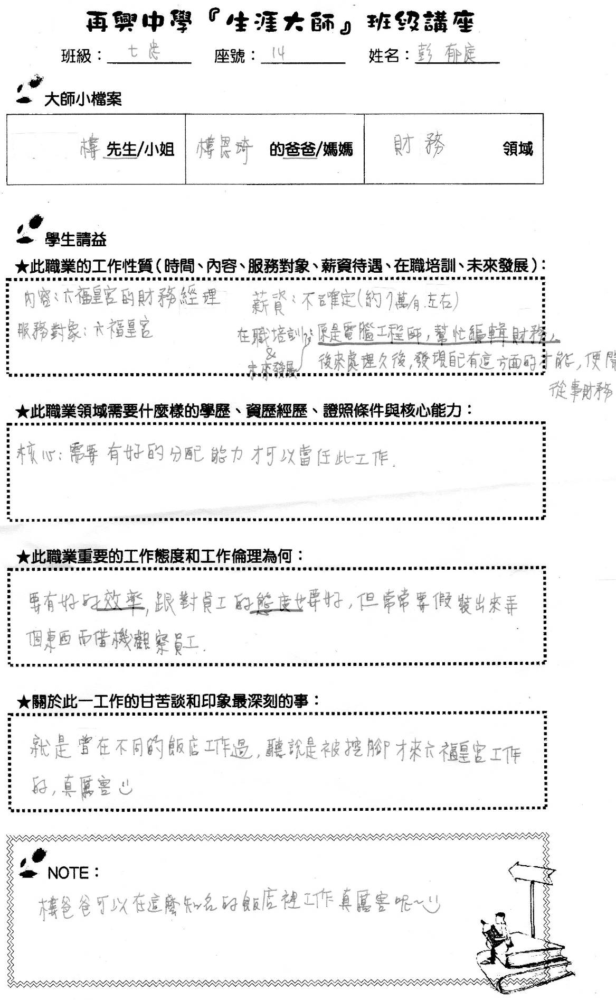 再興中學『生涯大師』班級講座
班級：七忠 座號：14 姓名：彭郁庭
大師小檔案
樓 先生/小姐 樓思琦 的爸爸/媽媽 財務 領域
學生請益
★此職業的工作性質(時間、內容、服務對象、薪資待遇、在職培訓、未來發展)：
內容：六福皇宮的財務經理 薪資：不確定(約7萬/月左右)
服務對象：六福皇宮 在職培訓 & 未來發展 原是電腦工程師，幫忙編輯財務，
後來處理久後，發現自己有這方面的才能，便開
從事財務
★此職業領域需要什麼樣的學歷、資歷經歷、證照條件與核心能力：
核心：需要有好的分配能力才可以當任此工作.
★此職業重要的工作態度和工作倫理為何：
要有好的效率，跟對員工的態度也要好，但常常要假裝出來弄
個東西而借機觀察員工.
★關於此一工作的甘苦談和印象最深刻的事：
就是曾在不同的飯店工作過，聽說是被挖腳才來六福皇宮工作
的，真厲害
NOTE：
樓爸爸可以在這麼知名的飯店裡工作真厲害呢~